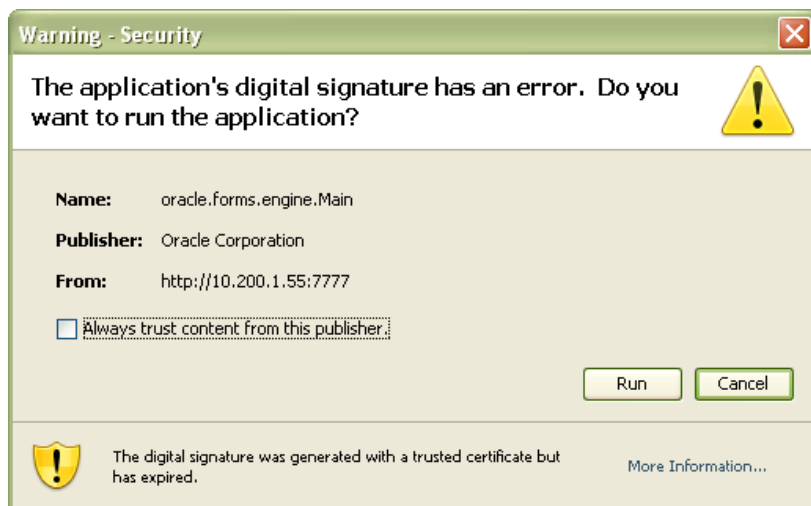 Warning - Security
The application's digital signature has an error. Do you
want to run the application?
Name: oracle.forms.engine.Main
Publisher: Oracle Corporation
From: http://10.200.1.55:7777
Always trust content from this publisher.
Run Cancel
The digital signature was generated with a trusted certificate but
has expired.
More Information...